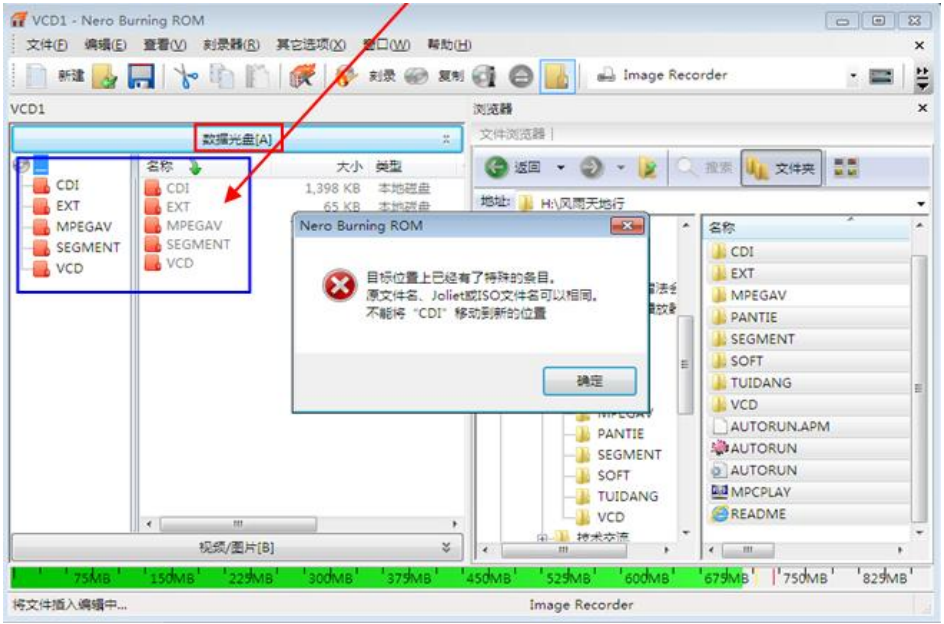 VCD1 - Nero Burning ROM
文件(F) 编辑(E) 查看(V) 刻录器(R) 其它选项(X) 窗口(W) 帮助(H)
新建 刻录 复制 Image Recorder
VCD1
数据光盘[A]
名称 大小 类型
CDI
EXT
MPEGAV
SEGMENT
VCD
CDI 1,398 KB 本地磁盘
EXT 65 KB 本地磁盘
MPEGAV
SEGMENT
VCD
视频/图片[B]
浏览器
文件浏览器
返回 搜索 文件夹
地址: H:\风雨天地行
Nero Burning ROM
目标位置上已经有了特殊的条目。
原文件名、Joliet或ISO文件名可以相同。
不能将“CDI”移动到新的位置
确定
MPEGAV
PANTIE
SEGMENT
SOFT
TUIDANG
VCD
技术交流
名称
CDI
EXT
MPEGAV
PANTIE
SEGMENT
SOFT
TUIDANG
VCD
AUTORUN.APM
AUTORUN
AUTORUN
MPCPLAY
README
75MB 150MB 225MB 300MB 375MB 450MB 525MB 600MB 675MB 750MB 825MB
将文件插入编辑中... Image Recorder